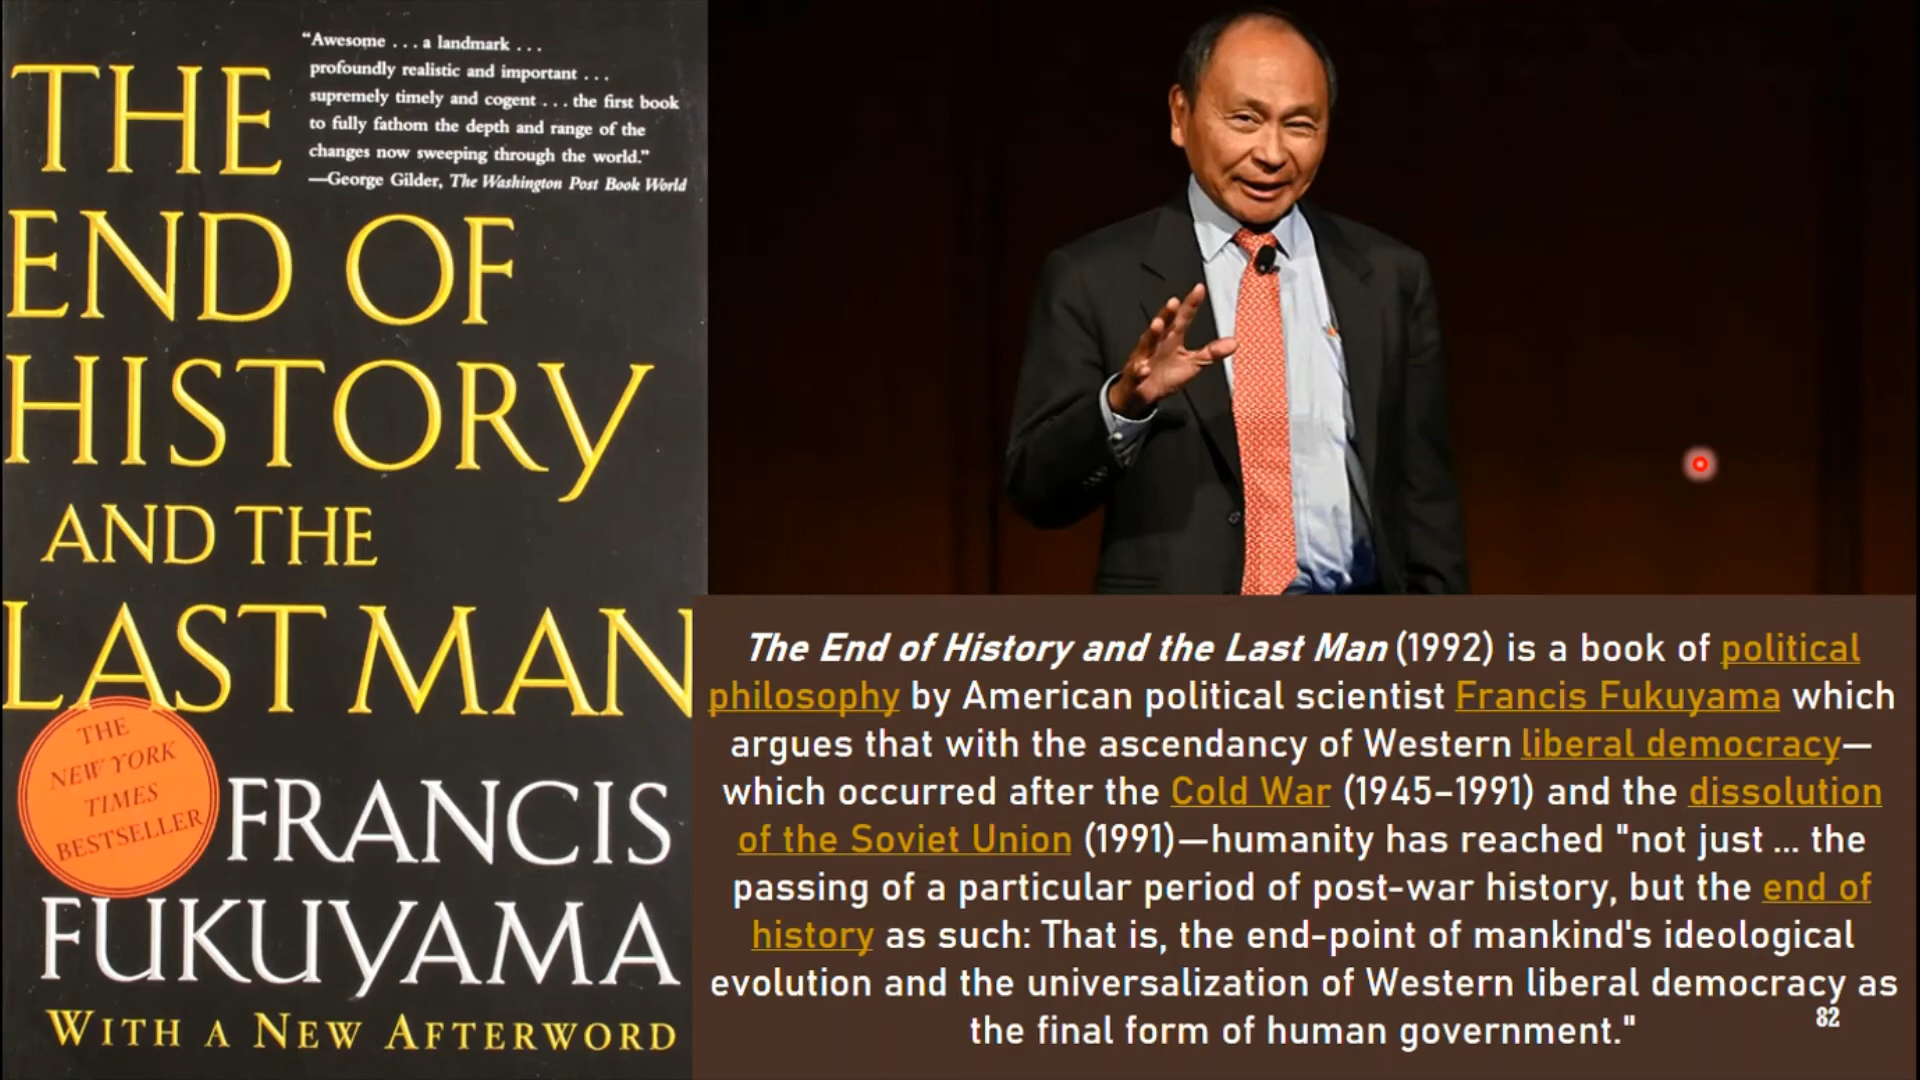 THE
"Awesome . . . a landmark . . .
profoundly realistic and important . . .
supremely timely and cogent . . . the first book
to fully fathom the depth and range of the
changes now sweeping through the world."
—George Gilder, The Washington Post Book World
END OF
HISTORY
AND THE
LAST MAN
THE
NEW YORK
TIMES
BESTSELLER
FRANCIS
FUKUYAMA
WITH A NEW AFTERWORD
The End of History and the Last Man (1992) is a book of political
philosophy by American political scientist Francis Fukuyama which
argues that with the ascendancy of Western liberal democracy—
which occurred after the Cold War (1945–1991) and the dissolution
of the Soviet Union (1991)—humanity has reached "not just ... the
passing of a particular period of post-war history, but the end of
history as such: That is, the end-point of mankind's ideological
evolution and the universalization of Western liberal democracy as
the final form of human government."
82